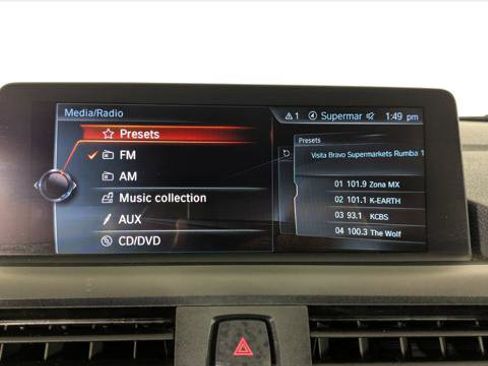 Media/Radio
1 Supermar 1:49 pm
Presets
FM
AM
Music collection
AUX
CD/DVD
Presets
Visita Bravo Supermarkets Rumba 1
01 101.9 Zona MX
02 101.1 K-EARTH
03 93.1 KCBS
04 100.3 The Wolf